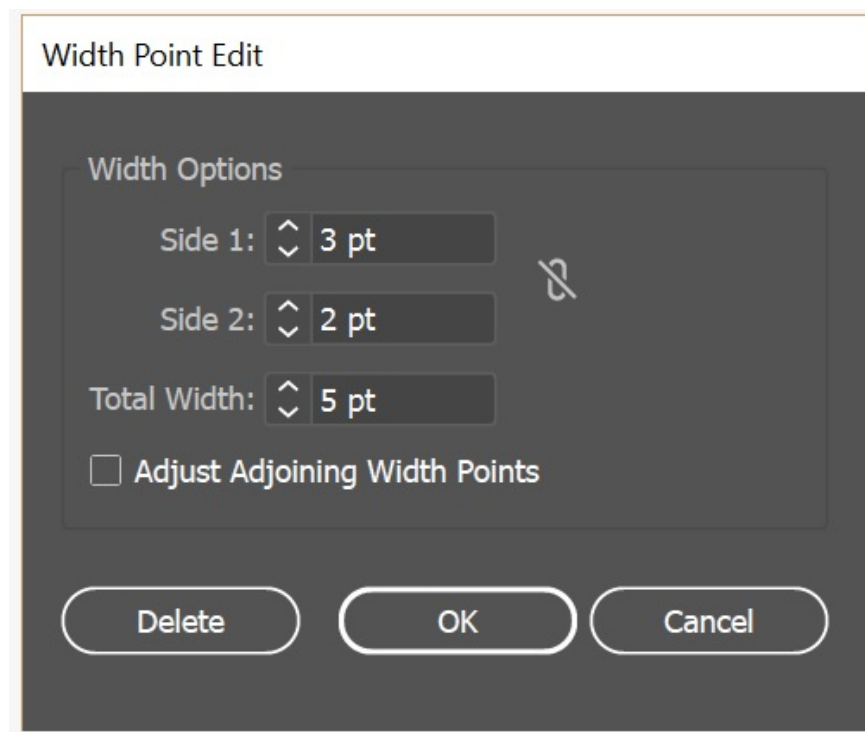 Width Point Edit
Width Options
Side 1: 3 pt
Side 2: 2 pt
Total Width: 5 pt
Adjust Adjoining Width Points
Delete OK Cancel